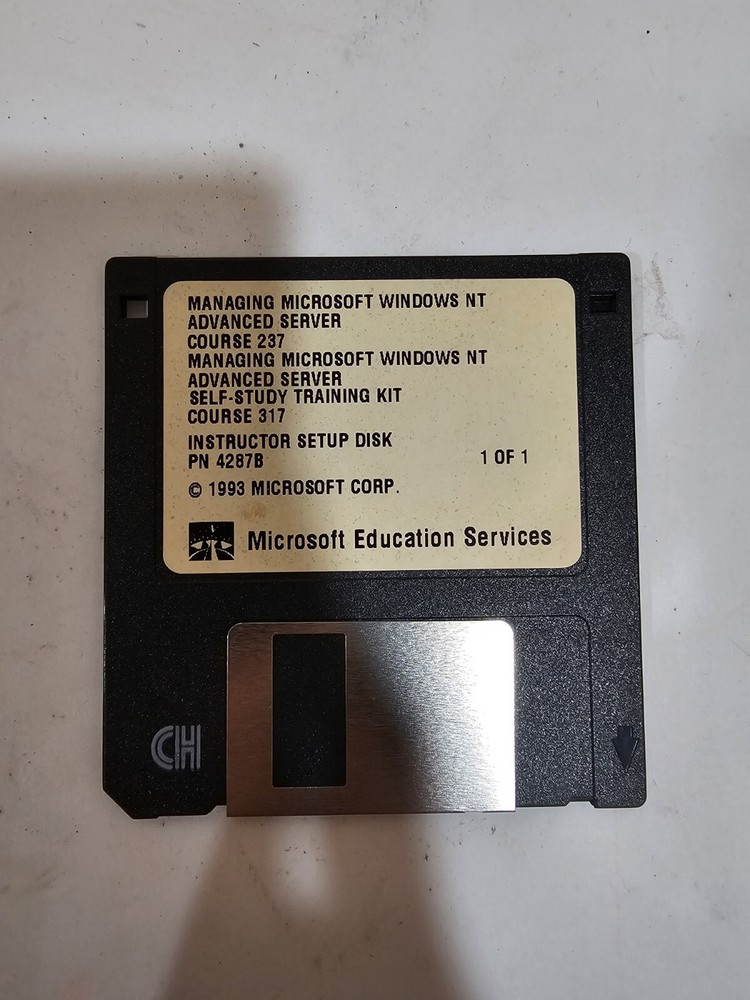 MANAGING MICROSOFT WINDOWS NT
ADVANCED SERVER
COURSE 237
MANAGING MICROSOFT WINDOWS NT
ADVANCED SERVER
SELF-STUDY TRAINING KIT
COURSE 317
INSTRUCTOR SETUP DISK
PN 4287B 1 OF 1
© 1993 MICROSOFT CORP.
Microsoft Education Services
CH